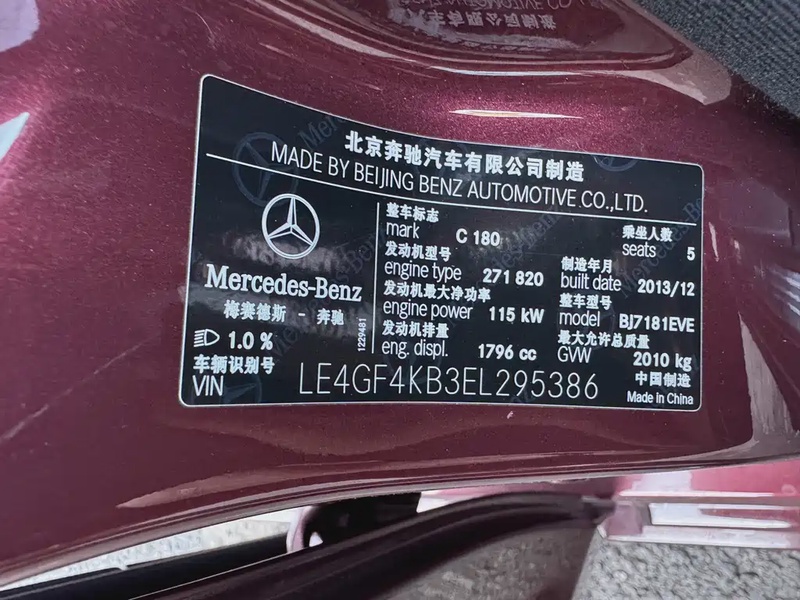 北京奔驰汽车有限公司制造
MADE BY BEIJING BENZ AUTOMOTIVE CO.,LTD.
Mercedes-Benz
梅赛德斯 - 奔驰
1.0 %
1229481
整车标志
mark C 180
乘坐人数
seats 5
发动机型号
engine type 271 820
制造年月
built date 2013/12
发动机最大净功率
engine power 115 kW
整车型号
model BJ7181EVE
发动机排量
eng. displ. 1796 cc
最大允许总质量
GVW 2010 kg
车辆识别号
VIN LE4GF4KB3EL295386
中国制造
Made in China